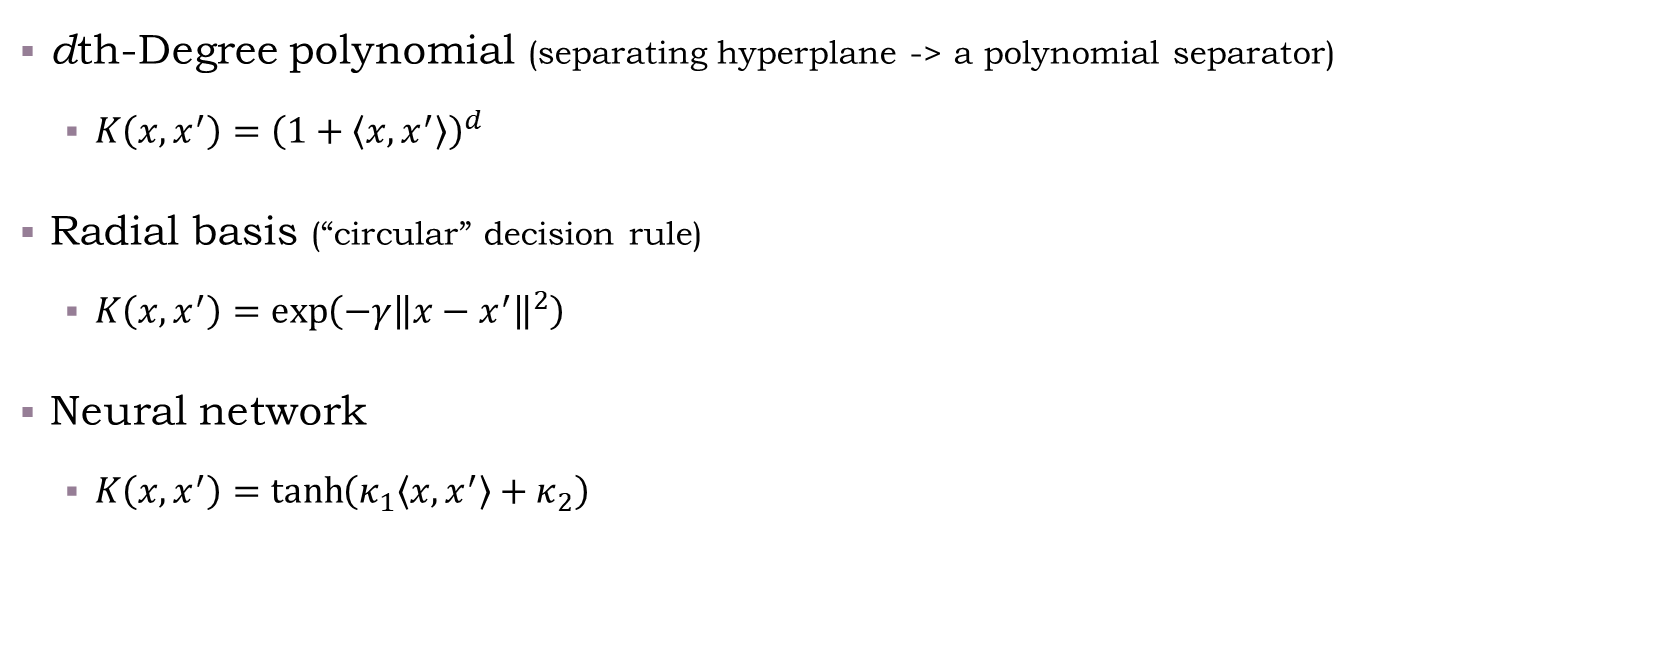 ▪ dth-Degree polynomial (separating hyperplane -> a polynomial separator)
▪ K(x, x′) = (1 + ⟨x, x′⟩)ᵈ
▪ Radial basis (“circular” decision rule)
▪ K(x, x′) = exp(−γ‖x − x′‖²)
▪ Neural network
▪ K(x, x′) = tanh(κ₁⟨x, x′⟩ + κ₂)